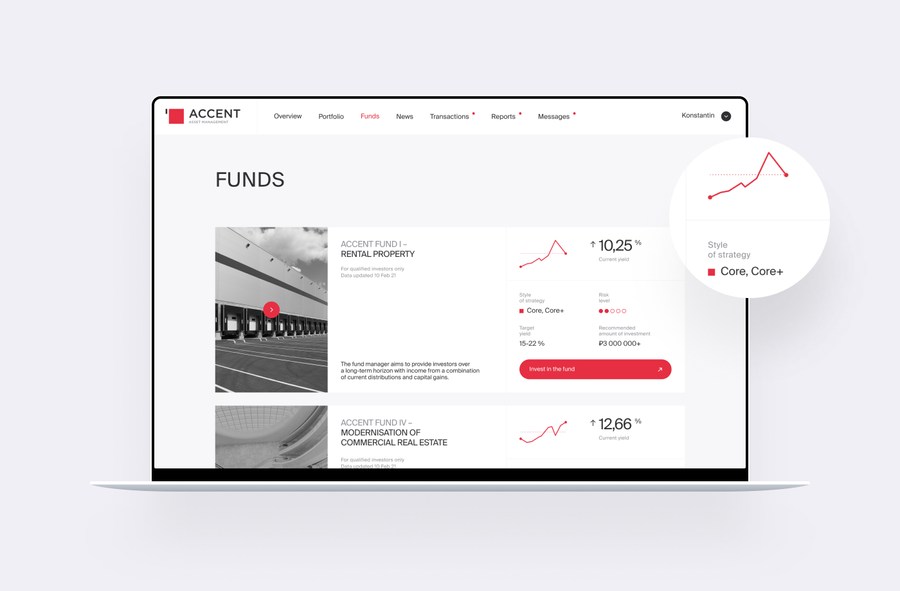 ACCENT
ASSET MANAGEMENT
Overview
Portfolio
Funds
News
Transactions
Reports
Messages
Konstantin
FUNDS
ACCENT FUND I –
RENTAL PROPERTY
For qualified investors only
Data updated 10 Feb 21
The fund manager aims to provide investors over
a long-term horizon with income from a combination
of current distributions and capital gains.
↑ 10,25 %
Current yield
Style
of strategy
Core, Core+
Risk
level
Target
yield
15-22 %
Recommended
amount of investment
₽3 000 000+
Invest in the fund
Style
of strategy
Core, Core+
ACCENT FUND IV –
MODERNISATION OF
COMMERCIAL REAL ESTATE
For qualified investors only
Data updated 10 Feb 21
↑ 12,66 %
Current yield